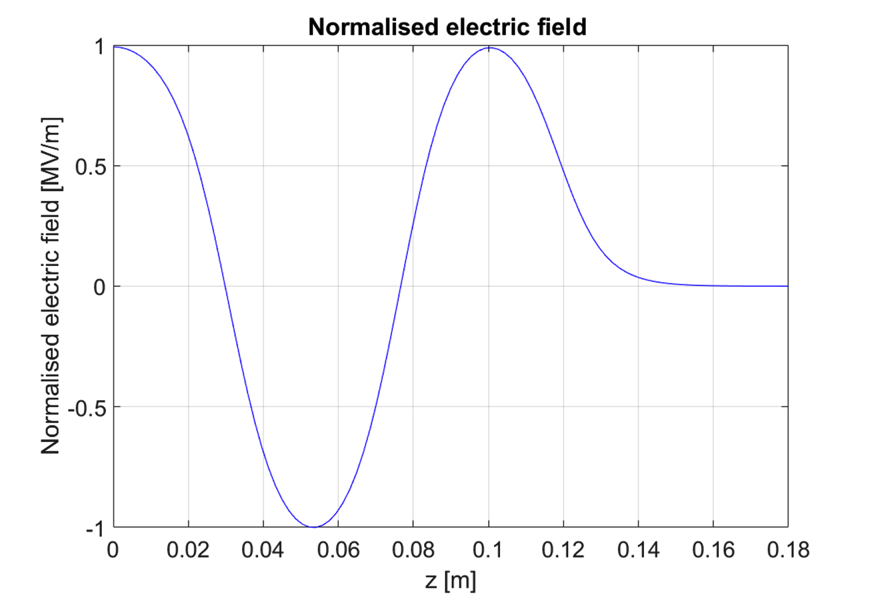 Normalised electric field
1
0.5
0
-0.5
-1
Normalised electric field [MV/m]
0 0.02 0.04 0.06 0.08 0.1 0.12 0.14 0.16 0.18
z [m]